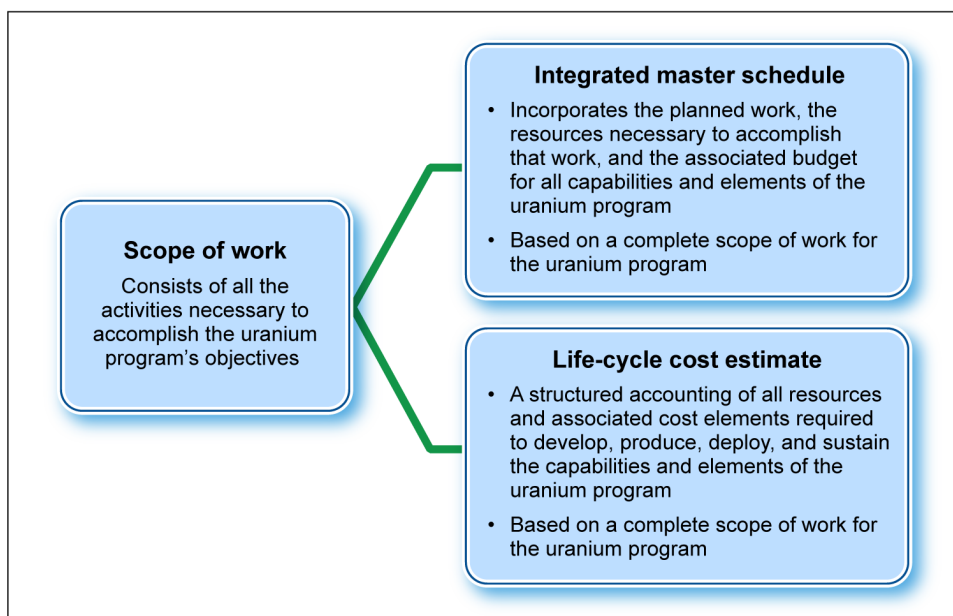 Scope of work
Consists of all the
activities necessary to
accomplish the uranium
program’s objectives
Integrated master schedule
• Incorporates the planned work, the
resources necessary to accomplish
that work, and the associated budget
for all capabilities and elements of the
uranium program
• Based on a complete scope of work for
the uranium program
Life-cycle cost estimate
• A structured accounting of all resources
and associated cost elements required
to develop, produce, deploy, and sustain
the capabilities and elements of the
uranium program
• Based on a complete scope of work for
the uranium program